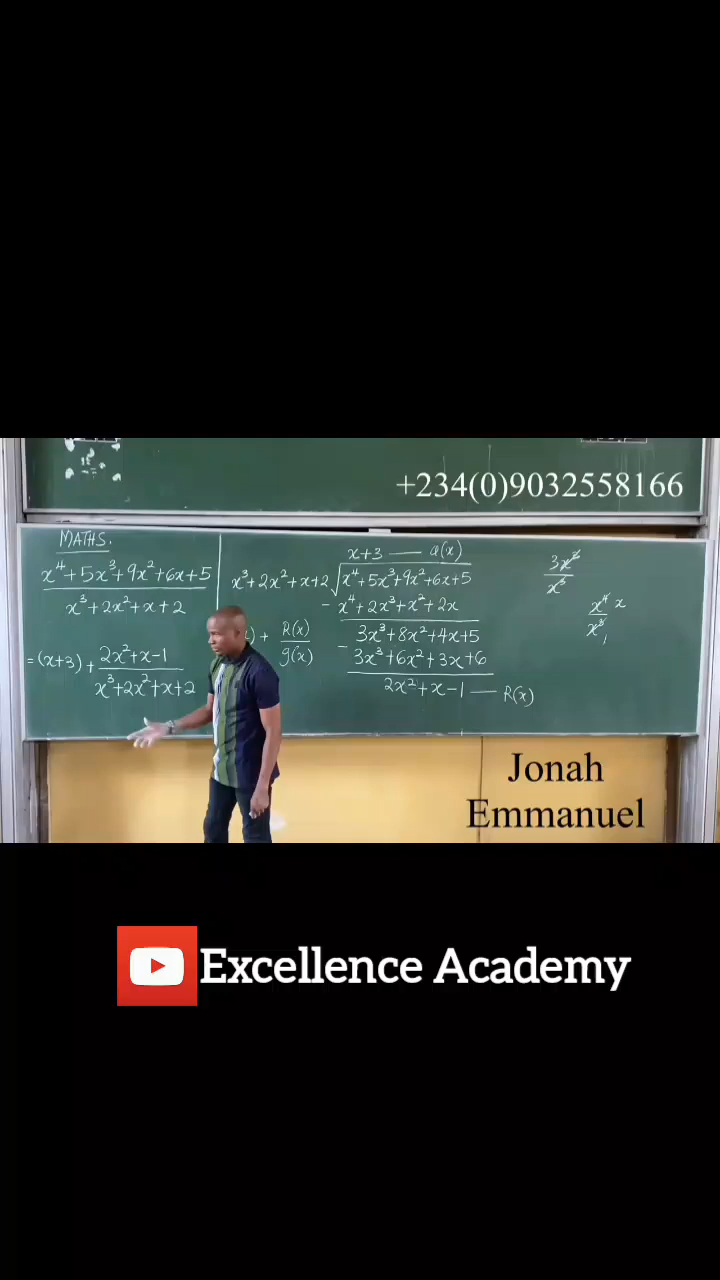 +234(0)9032558166
MATHS.
x⁴+5x³+9x²+6x+5
x³+2x²+x+2
=(x+3)+ 2x²+x-1
x³+2x²+x+2
x+3 — Q(x)
x³+2x²+x+2 √x⁴+5x³+9x²+6x+5
- x⁴+2x³+x²+2x
3x³+8x²+4x+5
- 3x³+6x²+3x+6
2x²+x-1 — R(x)
) + R(x)
g(x)
3x³
x³
x⁴ x
x³ 1
Jonah
Emmanuel
Excellence Academy